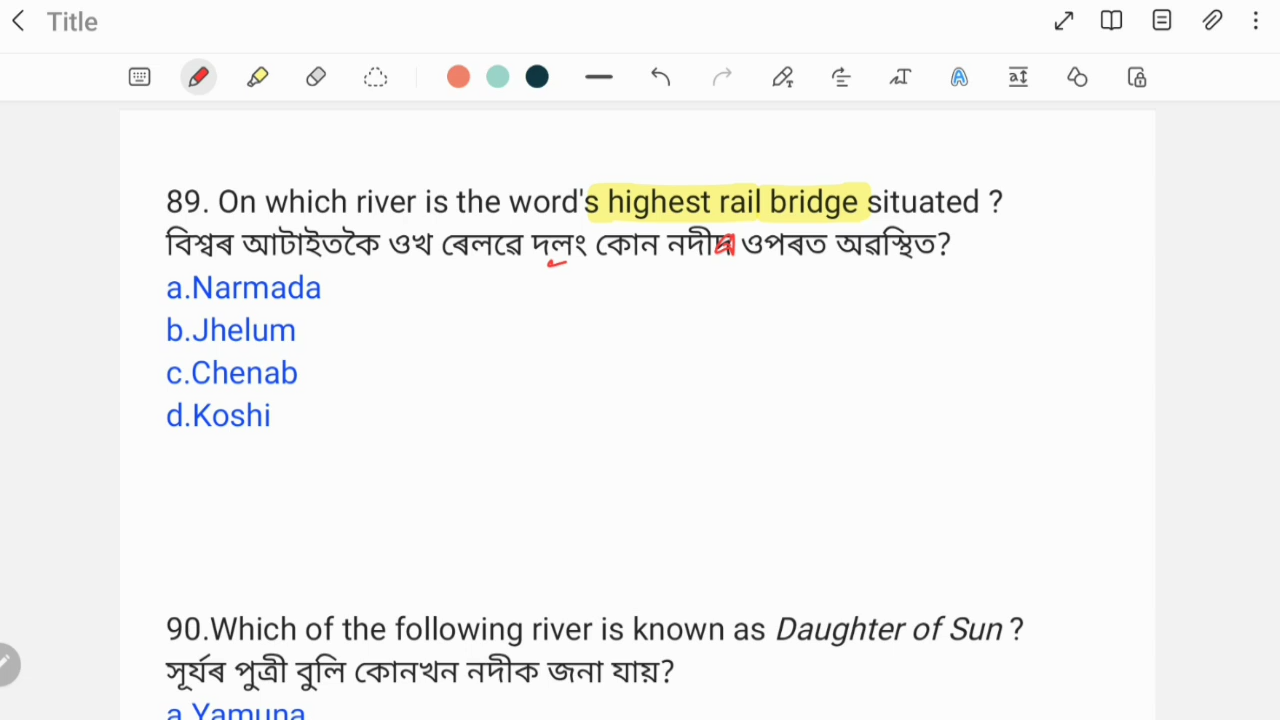 Title
89. On which river is the word's highest rail bridge situated ?
বিশ্বৰ আটাইতকৈ ওখ ৰেলৱে দলং কোন নদীৰ ওপৰত অৱস্থিত?
a.Narmada
b.Jhelum
c.Chenab
d.Koshi
90.Which of the following river is known as Daughter of Sun ?
সূৰ্যৰ পুত্ৰী বুলি কোনখন নদীক জনা যায়?
a.Yamuna